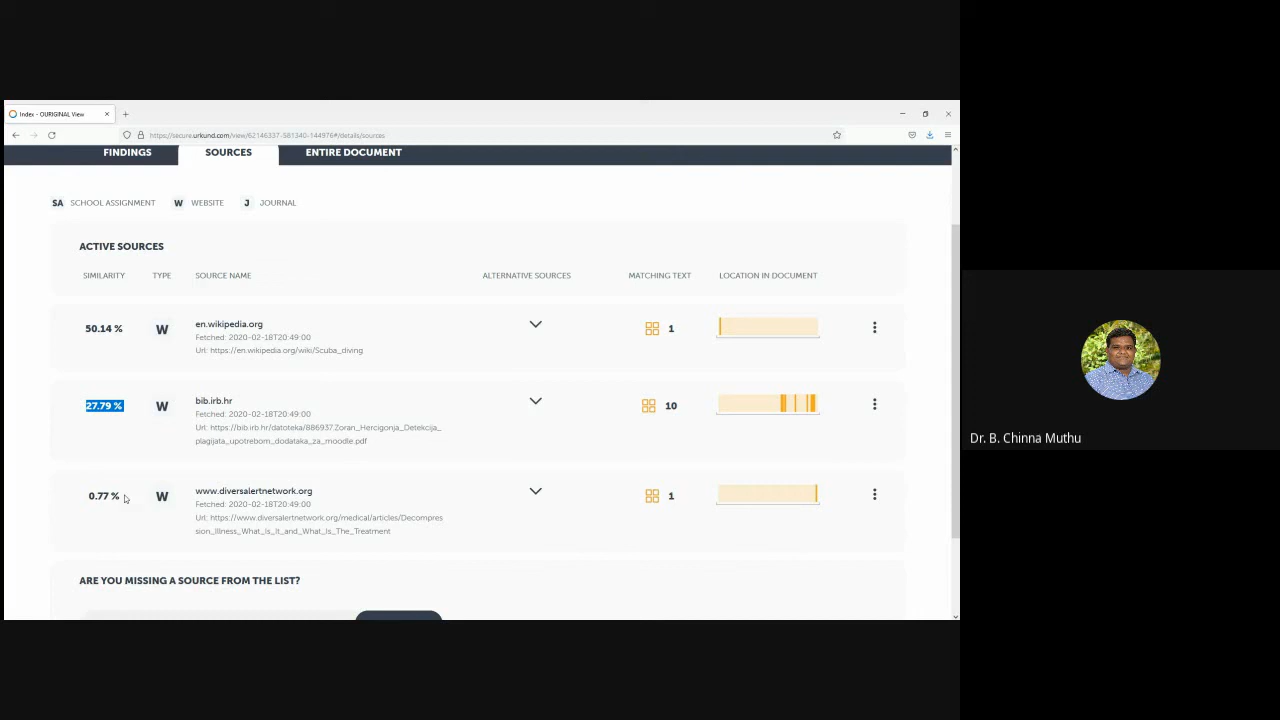 Index - OURIGINAL View
https://secure.urkund.com/view/62146337-581340-144976#/details/sources
FINDINGS
SOURCES
ENTIRE DOCUMENT
SA SCHOOL ASSIGNMENT W WEBSITE J JOURNAL
ACTIVE SOURCES
SIMILARITY TYPE SOURCE NAME ALTERNATIVE SOURCES MATCHING TEXT LOCATION IN DOCUMENT
50.14 % W en.wikipedia.org 1
Fetched: 2020-02-18T20:49:00
Url: https://en.wikipedia.org/wiki/Scuba_diving
27.79 % W bib.irb.hr 10
Fetched: 2020-02-18T20:49:00
Url: https://bib.irb.hr/datoteka/886937.Zoran_Hercigonja_Detekcija_
plagijata_upotrebom_dodataka_za_moodle.pdf
0.77 % W www.diversalertnetwork.org 1
Fetched: 2020-02-18T20:49:00
Url: https://www.diversalertnetwork.org/medical/articles/Decompres
sion_Illness_What_is_It_and_What_Is_The_Treatment
ARE YOU MISSING A SOURCE FROM THE LIST?
Dr. B. Chinna Muthu